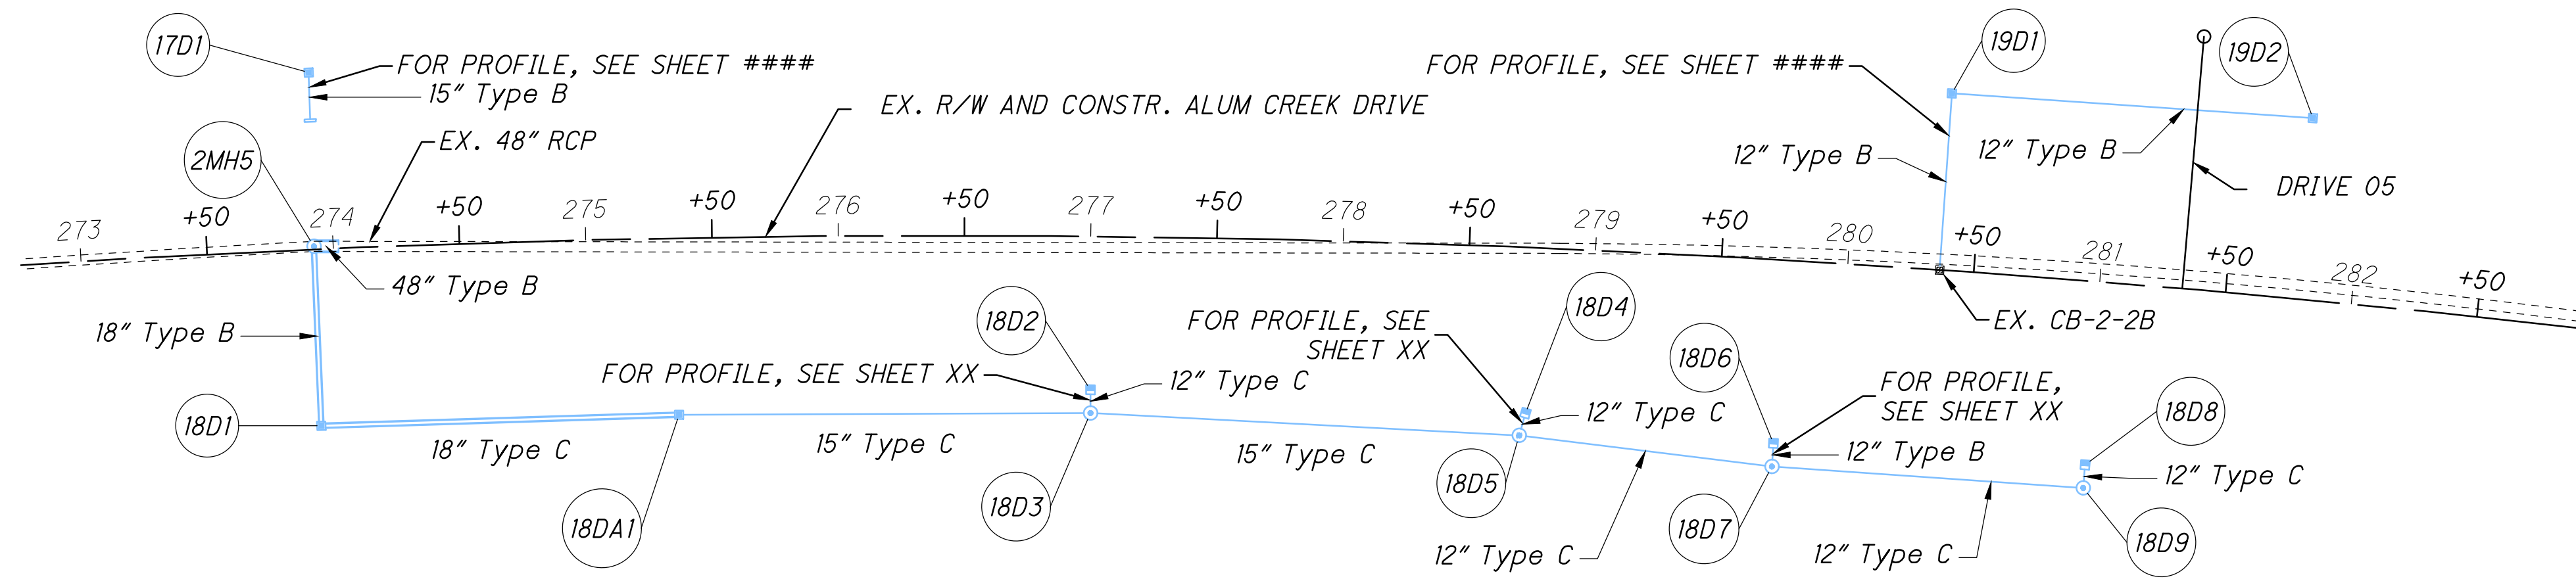 17D1
FOR PROFILE, SEE SHEET ####
15" Type B
EX. R/W AND CONSTR. ALUM CREEK DRIVE
FOR PROFILE, SEE SHEET ####
19D1
19D2
2MH5
EX. 48" RCP
12" Type B
12" Type B
DRIVE 05
273
+50
274
+50
275
+50
276
+50
277
+50
278
+50
279
+50
280
+50
281
+50
282
+50
48" Type B
EX. CB-2-2B
18" Type B
18D2
FOR PROFILE, SEE
SHEET XX
18D4
18D6
FOR PROFILE, SEE SHEET XX
12" Type C
12" Type C
FOR PROFILE,
SEE SHEET XX
18D8
18D1
18" Type C
15" Type C
15" Type C
12" Type B
12" Type C
18DA1
18D3
18D5
18D7
18D9
12" Type C
12" Type C